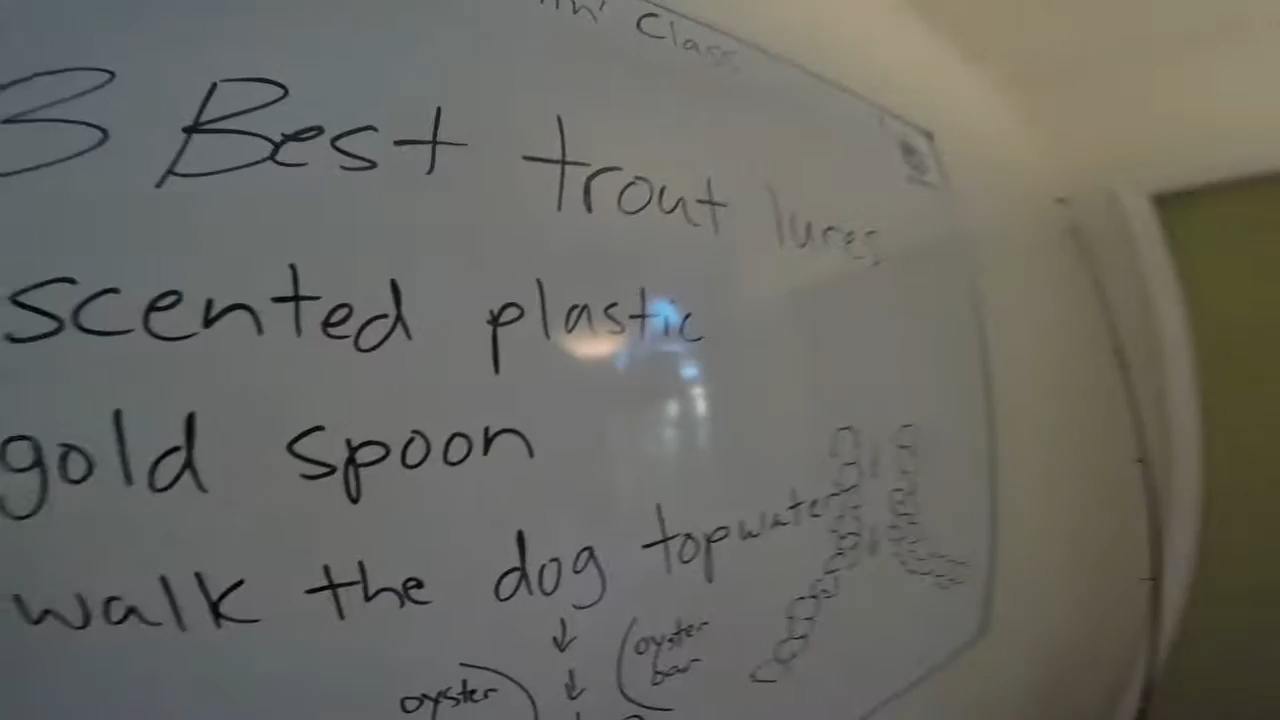 Class
3 Best trout lures
scented plastic
gold spoon
walk the dog topwater
oyster
bar
oyster